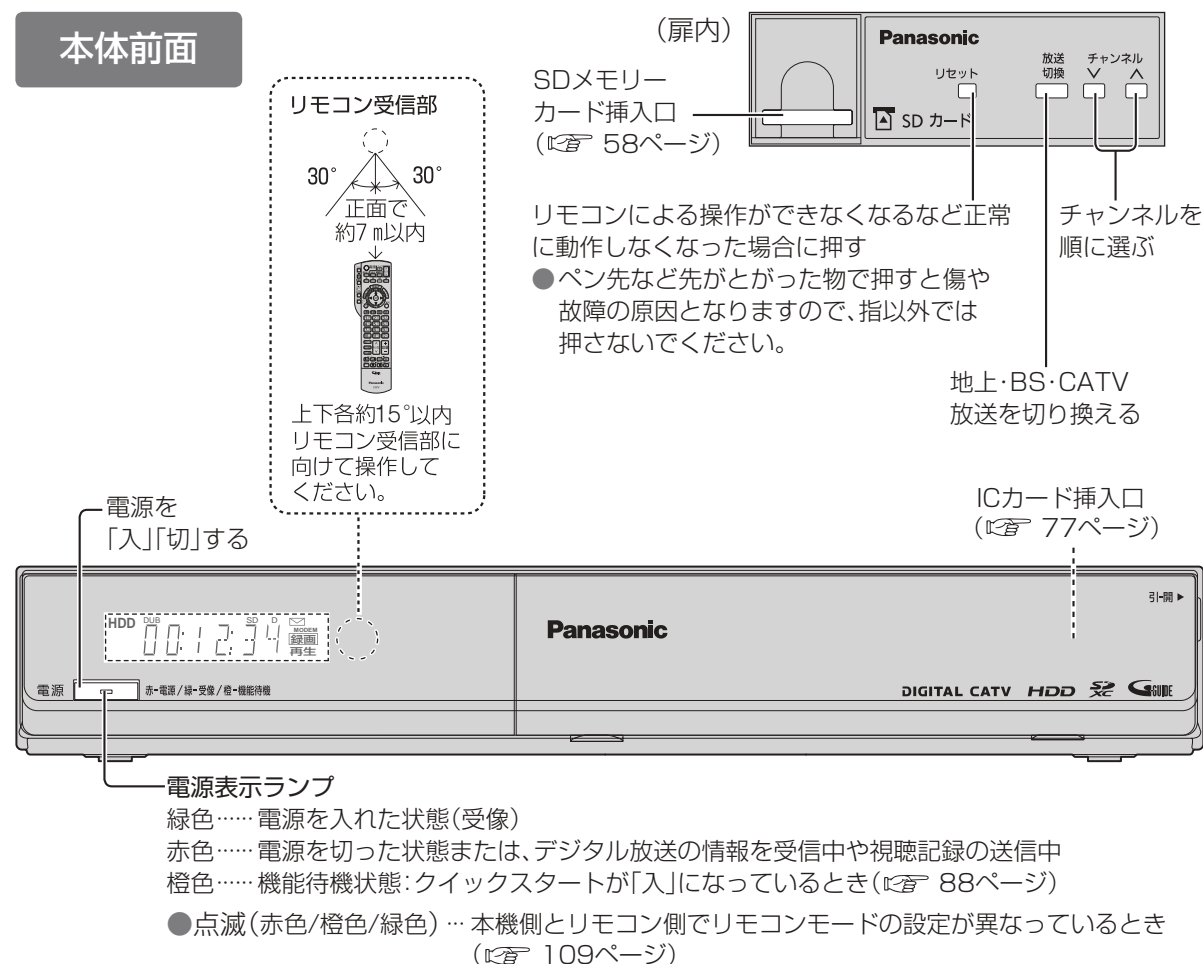 本体前面
(扉内)
SDメモリー
カード挿入口
(☞ 58ページ)
Panasonic
リセット
放送
切換
チャンネル
∨ ∧
SD カード
リモコンによる操作ができなくなるなど正常
に動作しなくなった場合に押す
●ペン先など先がとがった物で押すと傷や
故障の原因となりますので、指以外では
押さないでください。
チャンネルを
順に選ぶ
地上・BS・CATV
放送を切り換える
リモコン受信部
30° 30°
正面で
約7m以内
上下各約15°以内
リモコン受信部に
向けて操作して
ください。
電源を
「入」「切」する
ICカード挿入口
(☞ 77ページ)
HDD DUB SD D MODEM
00:12:34 録画
再生
Panasonic
引-開▶
電源 赤-電源/緑-受像/橙-機能待機
DIGITAL CATV HDD SD XC G-GUIDE
電源表示ランプ
緑色……電源を入れた状態(受像)
赤色……電源を切った状態または、デジタル放送の情報を受信中や視聴記録の送信中
橙色……機能待機状態:クイックスタートが「入」になっているとき(☞ 88ページ)
●点滅(赤色/橙色/緑色)… 本機側とリモコン側でリモコンモードの設定が異なっているとき
(☞ 109ページ)